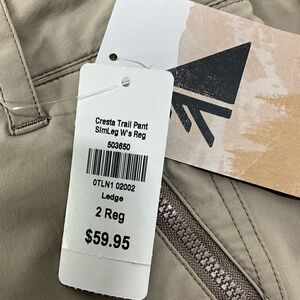 Cresta Trail Pant
SlmLeg W's Reg
503650
0TLN1 02002
Ledge
2 Reg
$59.95